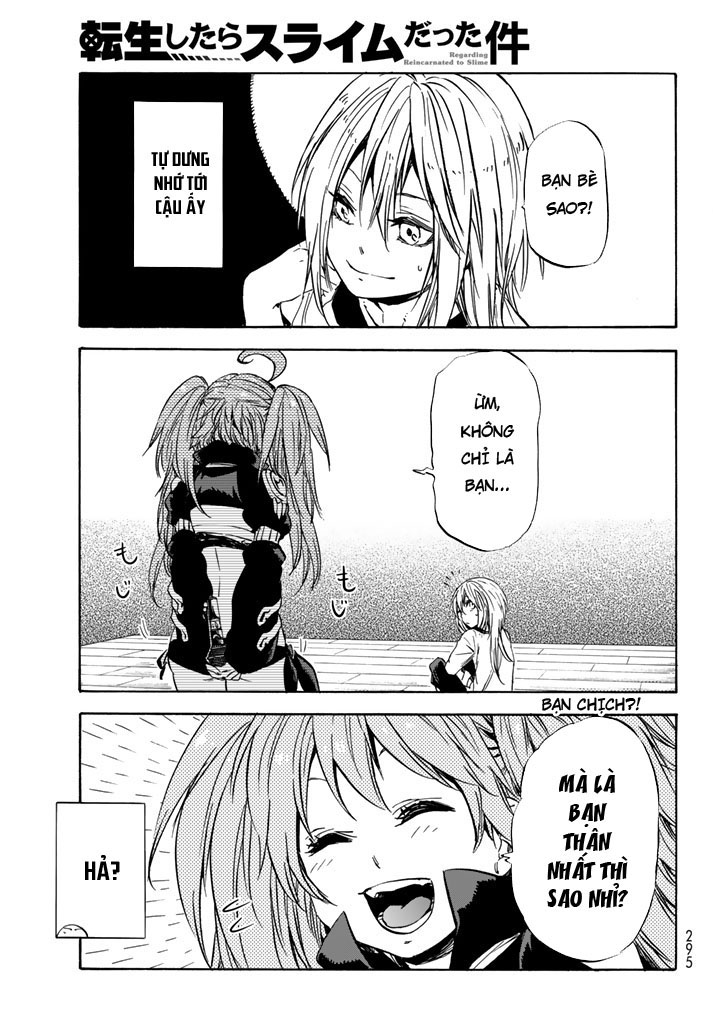 転生したらスライムだった件
Regarding
Reincarnated to Slime
BẠN BÈ
SAO?!
TỰ DƯNG
NHỚ TỚI
CẬU ẤY
ỪM,
KHÔNG
CHỈ LÀ
BẠN...
もじ
もじ
BẠN CHỊCH?!
MÀ LÀ
BẠN
THÂN
NHẤT THÌ
SAO NHỈ?
HẢ?
295